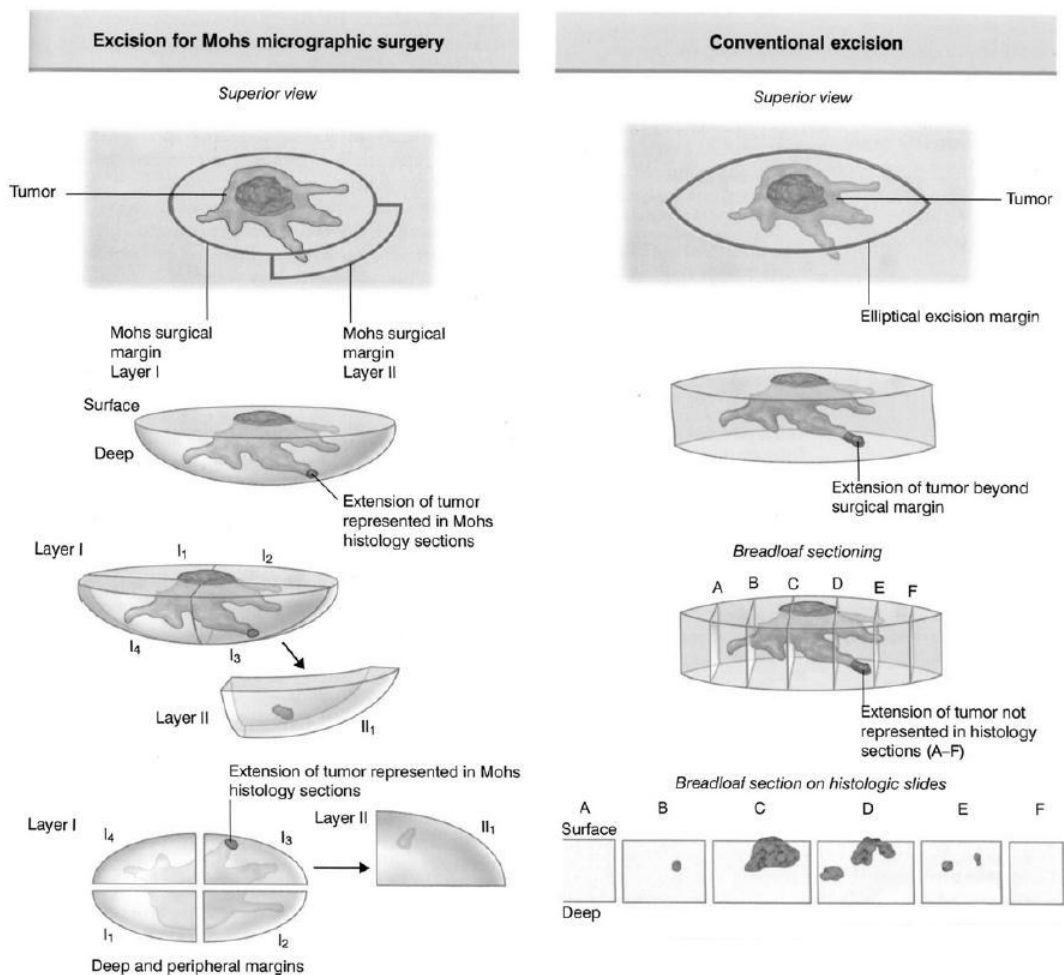 Excision for Mohs micrographic surgery
Superior view
Tumor
Mohs surgical
margin
Layer I
Mohs surgical
margin
Layer II
Surface
Deep
Extension of tumor
represented in Mohs
histology sections
Layer I
I₁
I₂
I₄
I₃
Layer II
II₁
Extension of tumor represented in Mohs
histology sections
Layer I
I₄
I₃
Layer II
II₁
I₁
I₂
Deep and peripheral margins
Conventional excision
Superior view
Tumor
Elliptical excision margin
Extension of tumor beyond
surgical margin
Breadloaf sectioning
A B C D E F
Extension of tumor not
represented in histology
sections (A–F)
Breadloaf section on histologic slides
A B C D E F
Surface
Deep